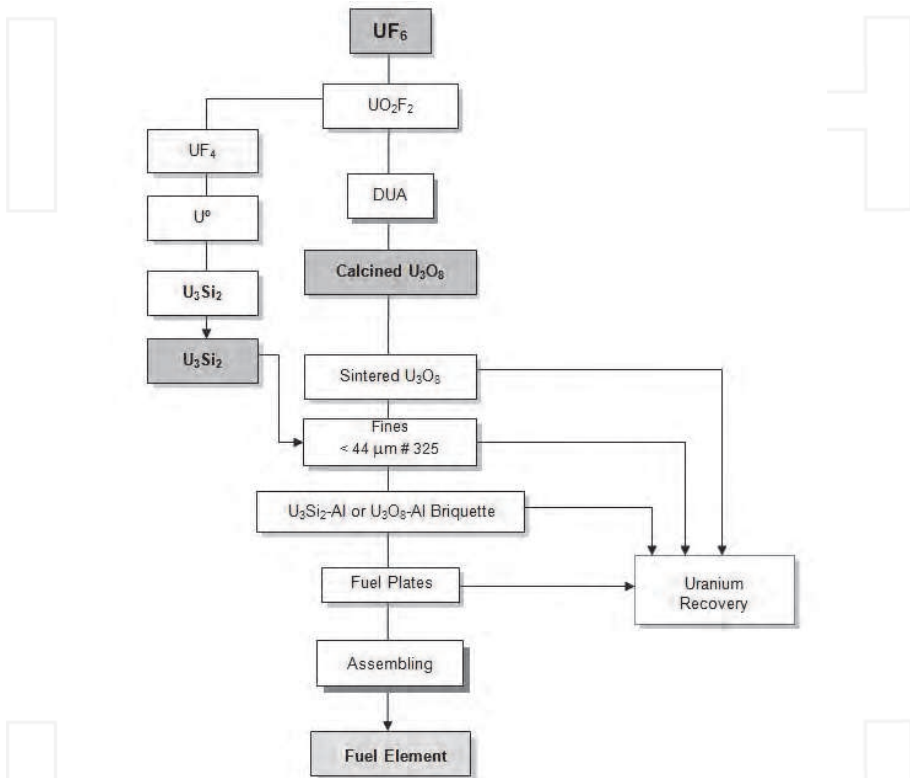 UF₆
UO₂F₂
UF₄
DUA
Uº
Calcined U₃O₈
U₃Si₂
U₃Si₂
Sintered U₃O₈
Fines
< 44 μm # 325
U₃Si₂-Al or U₃O₈-Al Briquette
Fuel Plates
Uranium
Recovery
Assembling
Fuel Element